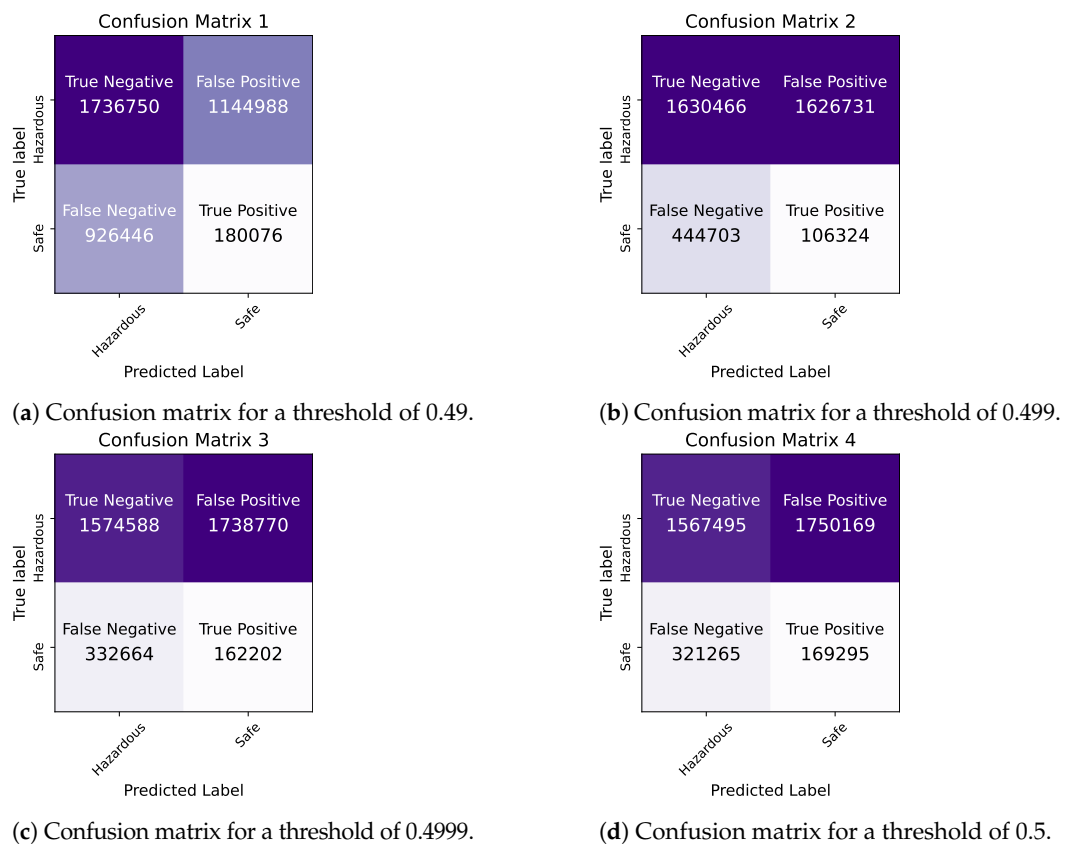 Confusion Matrix 1
True Negative
1736750
False Positive
1144988
False Negative
926446
True Positive
180076
True label
Hazardous
Safe
Hazardous
Safe
Predicted Label
(a) Confusion matrix for a threshold of 0.49.
Confusion Matrix 2
True Negative
1630466
False Positive
1626731
False Negative
444703
True Positive
106324
True label
Hazardous
Safe
Hazardous
Safe
Predicted Label
(b) Confusion matrix for a threshold of 0.499.
Confusion Matrix 3
True Negative
1574588
False Positive
1738770
False Negative
332664
True Positive
162202
True label
Hazardous
Safe
Hazardous
Safe
Predicted Label
(c) Confusion matrix for a threshold of 0.4999.
Confusion Matrix 4
True Negative
1567495
False Positive
1750169
False Negative
321265
True Positive
169295
True label
Hazardous
Safe
Hazardous
Safe
Predicted Label
(d) Confusion matrix for a threshold of 0.5.